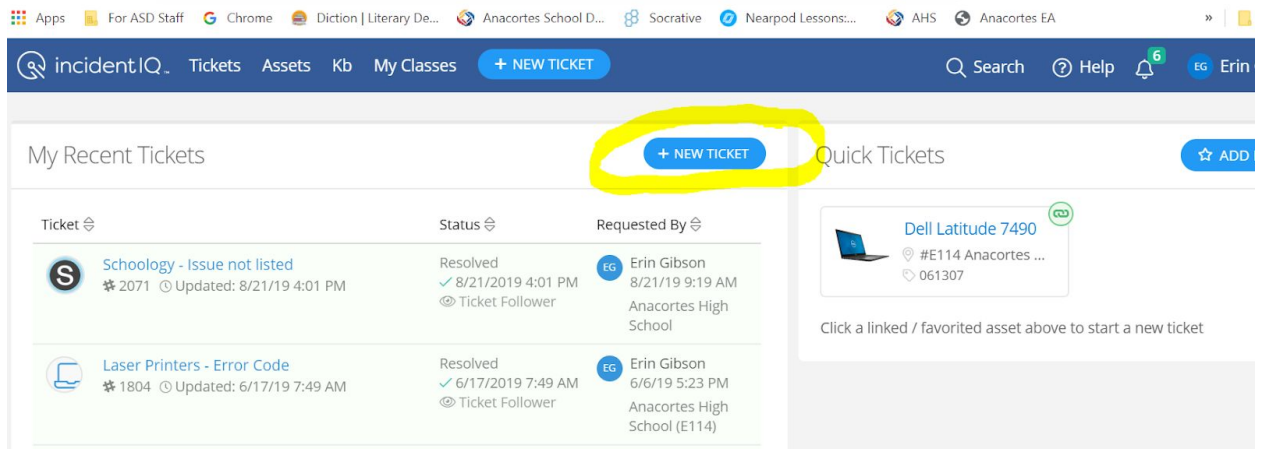 Apps For ASD Staff Chrome Diction | Literary De... Anacortes School D... Socrative Nearpod Lessons:... AHS Anacortes EA »
incidentIQ™ Tickets Assets Kb My Classes + NEW TICKET Search Help 6 EG Erin
My Recent Tickets + NEW TICKET Quick Tickets ADD
Ticket Status Requested By
Schoology - Issue not listed
2071 Updated: 8/21/19 4:01 PM
Resolved
8/21/2019 4:01 PM
Ticket Follower
EG Erin Gibson
8/21/19 9:19 AM
Anacortes High
School
Laser Printers - Error Code
1804 Updated: 6/17/19 7:49 AM
Resolved
6/17/2019 7:49 AM
Ticket Follower
EG Erin Gibson
6/6/19 5:23 PM
Anacortes High
School (E114)
Dell Latitude 7490
#E114 Anacortes ...
061307
Click a linked / favorited asset above to start a new ticket